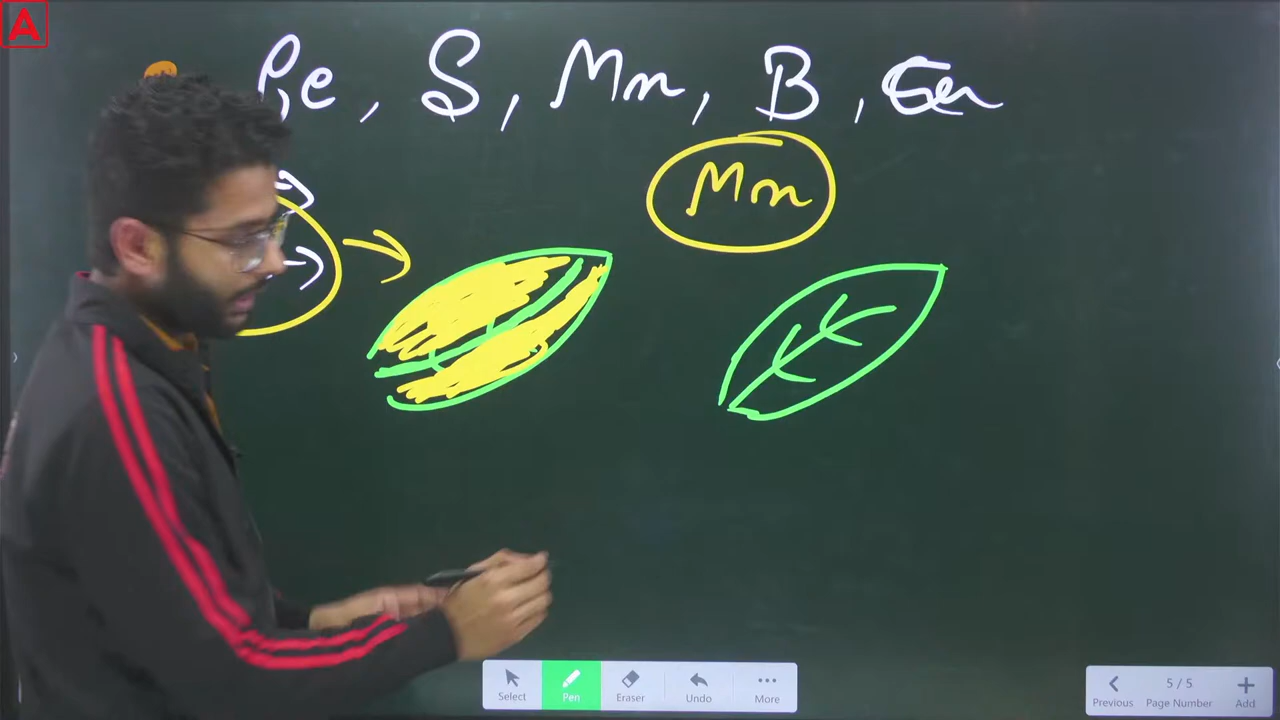 A
Fe, S, Mn, B, Cu
Mn
Select Pen Eraser Undo More
Previous 5 / 5 Page Number Add